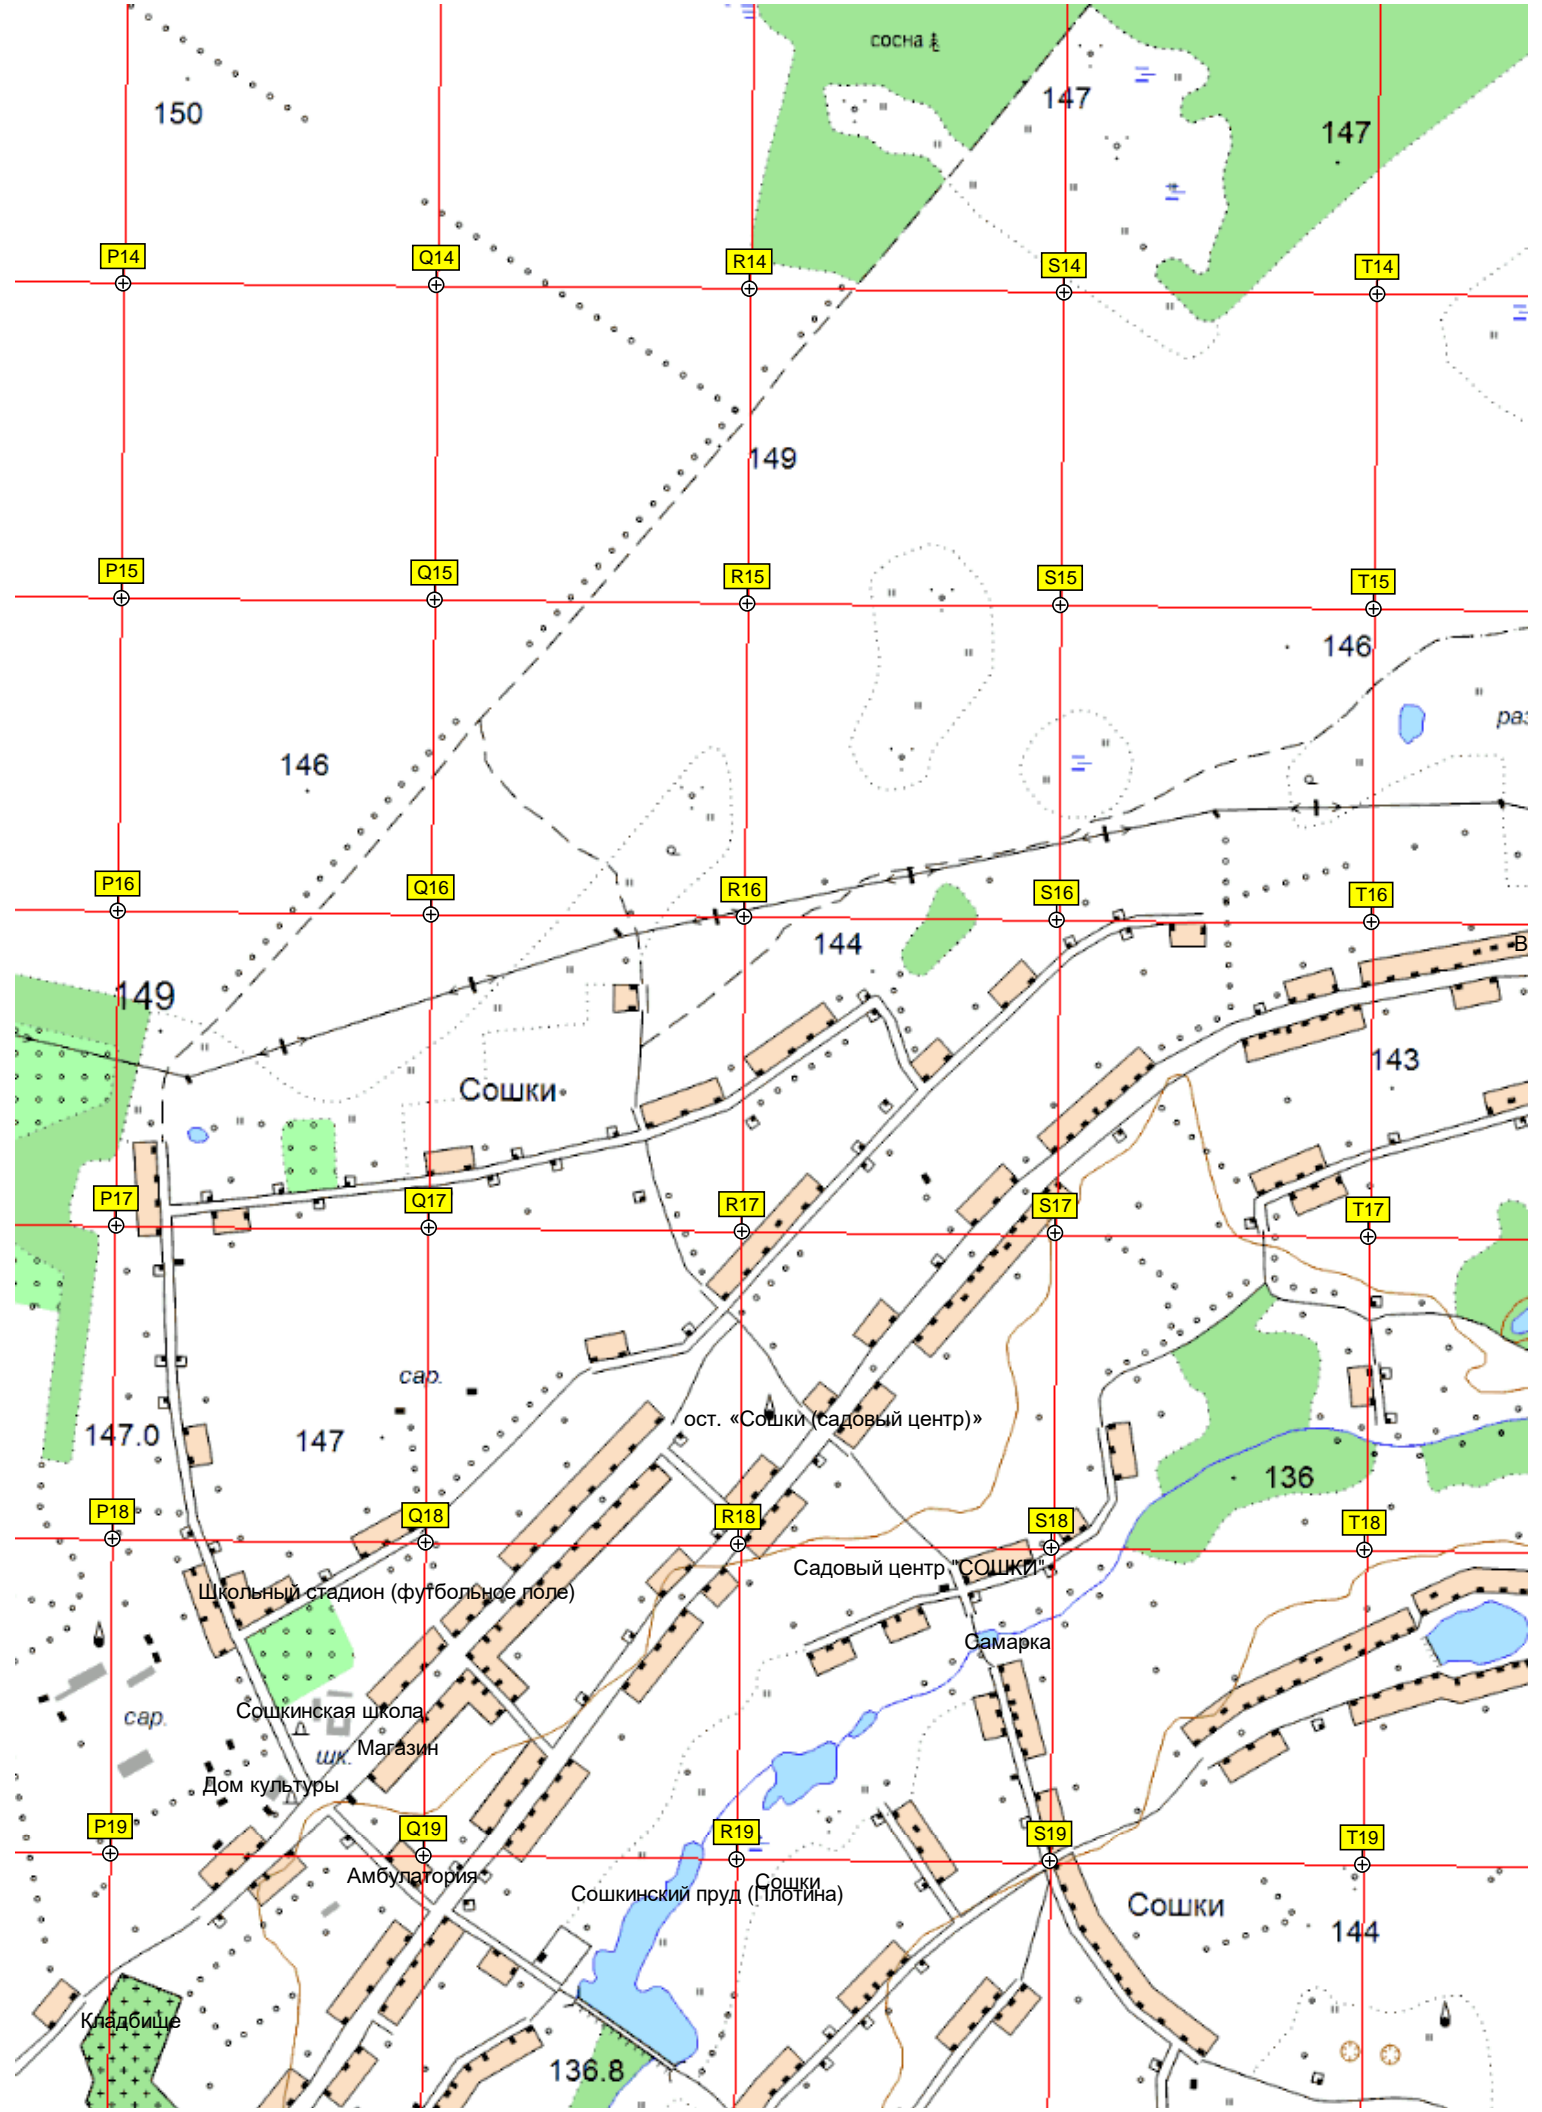 сосна
147
150
147
P14
Q14
R14
S14
T14
149
P15
Q15
R15
S15
T15
146
раз
146
P16
Q16
R16
S16
T16
144
В
149
143
Сошки
P17
Q17
R17
S17
T17
сар.
ост. «Сошки (садовый центр)»
147.0
147
136
P18
Q18
R18
S18
T18
Садовый центр "СОШКИ"
Школьный стадион (футбольное поле)
Самарка
Сошкинская школа
сар.
шк.
Магазин
Дом культуры
P19
Q19
R19
S19
T19
Амбулатория
Сошки
Сошкинский пруд (Плотина)
Сошки
144
Кладбище
136.8